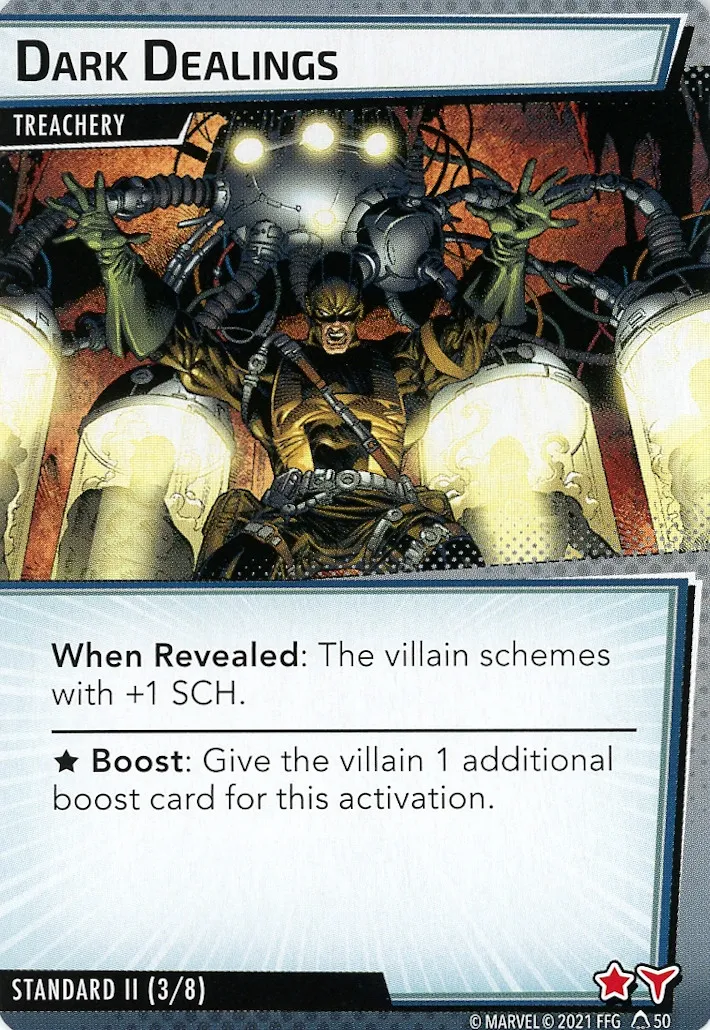 DARK DEALINGS
TREACHERY
When Revealed: The villain schemes
with +1 SCH.
★ Boost: Give the villain 1 additional
boost card for this activation.
STANDARD II (3/8)
© MARVEL © 2021 FFG 50